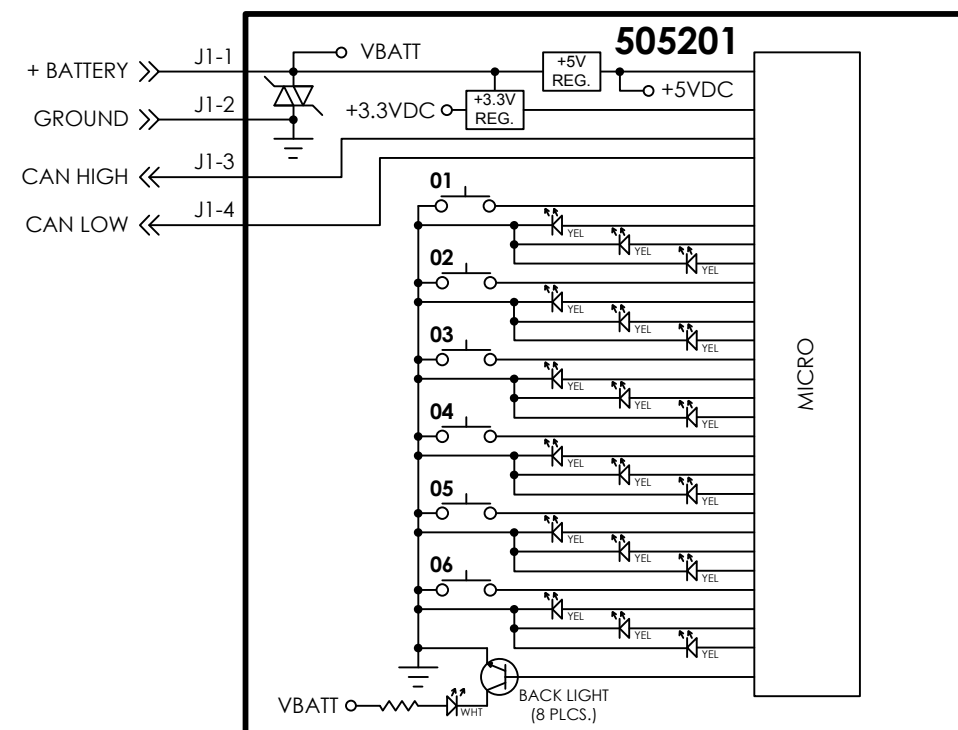 505201
J1-1
VBATT
+ BATTERY
+5V
REG.
+5VDC
J1-2
GROUND
+3.3VDC
+3.3V
REG.
J1-3
CAN HIGH
J1-4
CAN LOW
01
YEL
YEL
YEL
02
YEL
YEL
YEL
03
YEL
YEL
YEL
04
YEL
YEL
YEL
05
YEL
YEL
YEL
06
YEL
YEL
YEL
MICRO
VBATT
WHT
BACK LIGHT
(8 PLCS.)